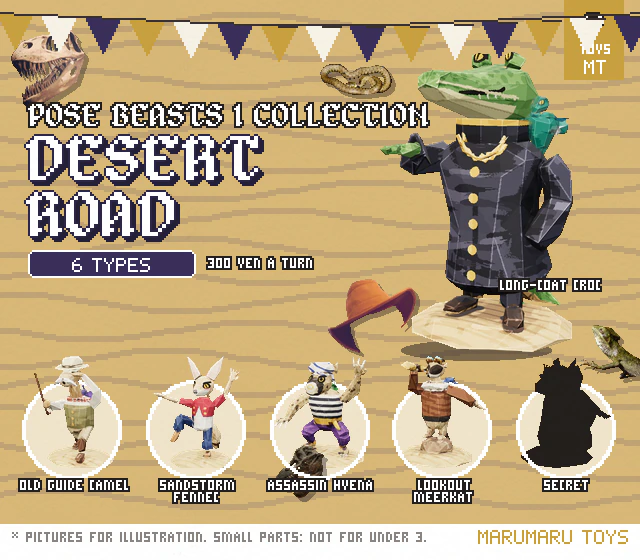 TOYS
MT
POSE BEASTS 1 COLLECTION
DESERT
ROAD
6 TYPES
300 YEN A TURN
LONG-COAT CROC
OLD GUIDE CAMEL
SANDSTORM
FENNEC
ASSASSIN HYENA
LOOKOUT
MEERKAT
SECRET
* PICTURES FOR ILLUSTRATION. SMALL PARTS: NOT FOR UNDER 3.
MARUMARU TOYS